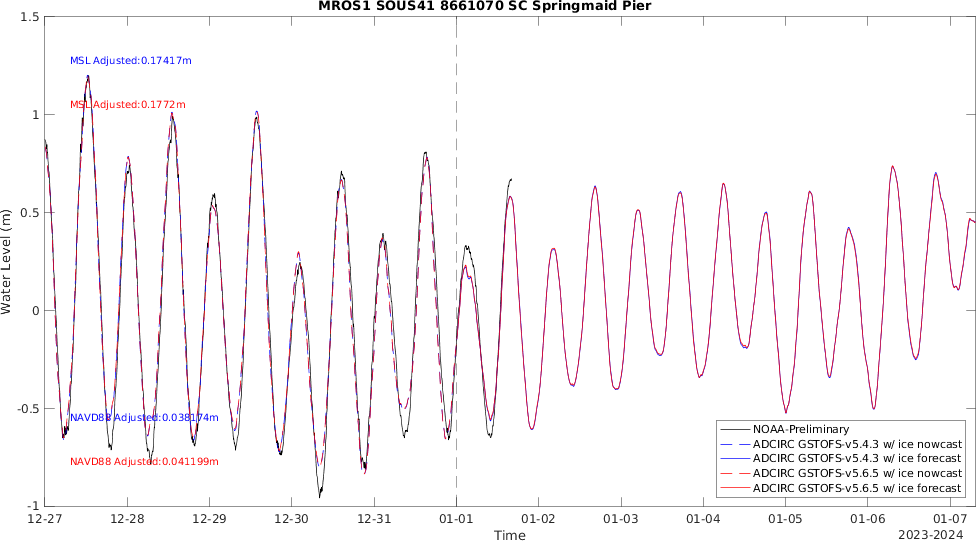 MROS1 SOUS41 8661070 SC Springmaid Pier
1.5
1
0.5
0
-0.5
-1
Water Level (m)
MSL Adjusted:0.17417m
MSL Adjusted:0.1772m
NAVD88 Adjusted:0.038174m
NAVD88 Adjusted:0.041199m
NOAA-Preliminary
ADCIRC GSTOFS-v5.4.3 w/ ice nowcast
ADCIRC GSTOFS-v5.4.3 w/ ice forecast
ADCIRC GSTOFS-v5.6.5 w/ ice nowcast
ADCIRC GSTOFS-v5.6.5 w/ ice forecast
12-27 12-28 12-29 12-30 12-31 01-01 01-02 01-03 01-04 01-05 01-06 01-07
Time
2023-2024